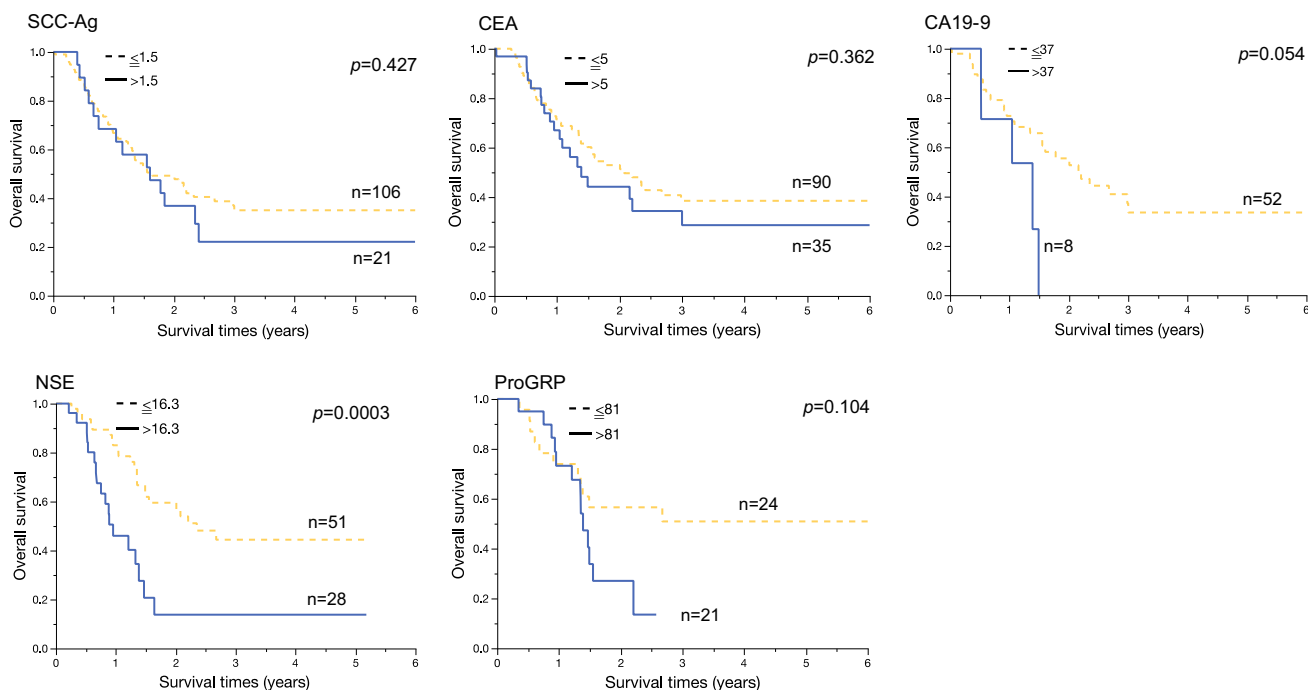 SCC-Ag
≦1.5
>1.5
p=0.427
n=106
n=21
Overall survival
1.0
0.8
0.6
0.4
0.2
0.0
0 1 2 3 4 5 6
Survival times (years)
CEA
≦5
>5
p=0.362
n=90
n=35
Overall survival
1.0
0.8
0.6
0.4
0.2
0.0
0 1 2 3 4 5 6
Survival times (years)
CA19-9
≦37
>37
p=0.054
n=52
n=8
Overall survival
1.0
0.8
0.6
0.4
0.2
0.0
0 1 2 3 4 5 6
Survival times (years)
NSE
≦16.3
>16.3
p=0.0003
n=51
n=28
Overall survival
1.0
0.8
0.6
0.4
0.2
0.0
0 1 2 3 4 5 6
Survival times (years)
ProGRP
≦81
>81
p=0.104
n=24
n=21
Overall survival
1.0
0.8
0.6
0.4
0.2
0.0
0 1 2 3 4 5 6
Survival times (years)